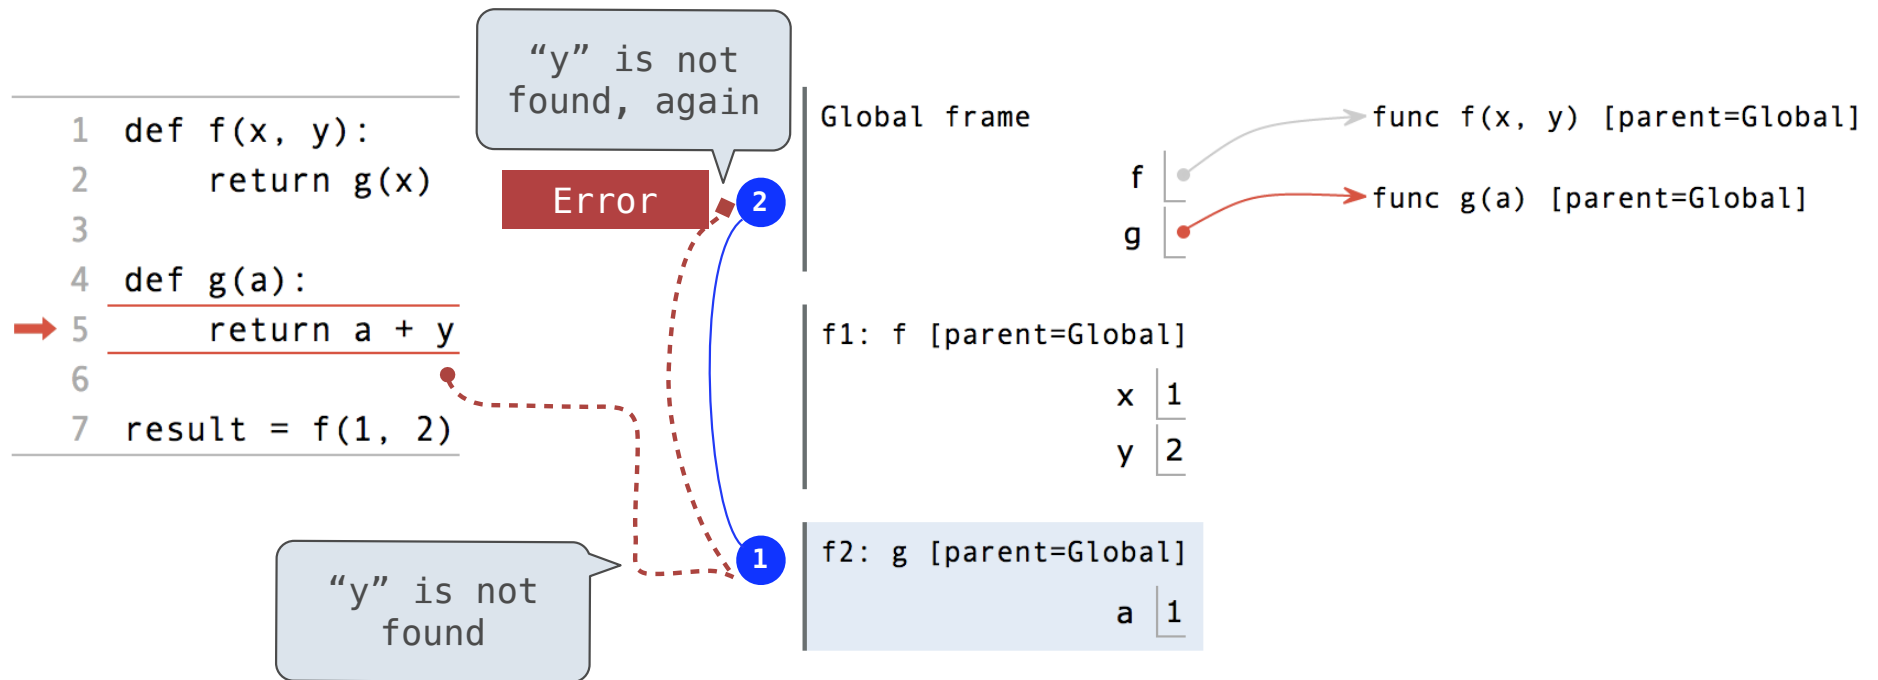 “y” is not
found, again
1 def f(x, y):
2     return g(x)
3
4 def g(a):
5     return a + y
6
7 result = f(1, 2)
Error
2
1
“y” is not
found
Global frame
f
g
func f(x, y) [parent=Global]
func g(a) [parent=Global]
f1: f [parent=Global]
x 1
y 2
f2: g [parent=Global]
a 1